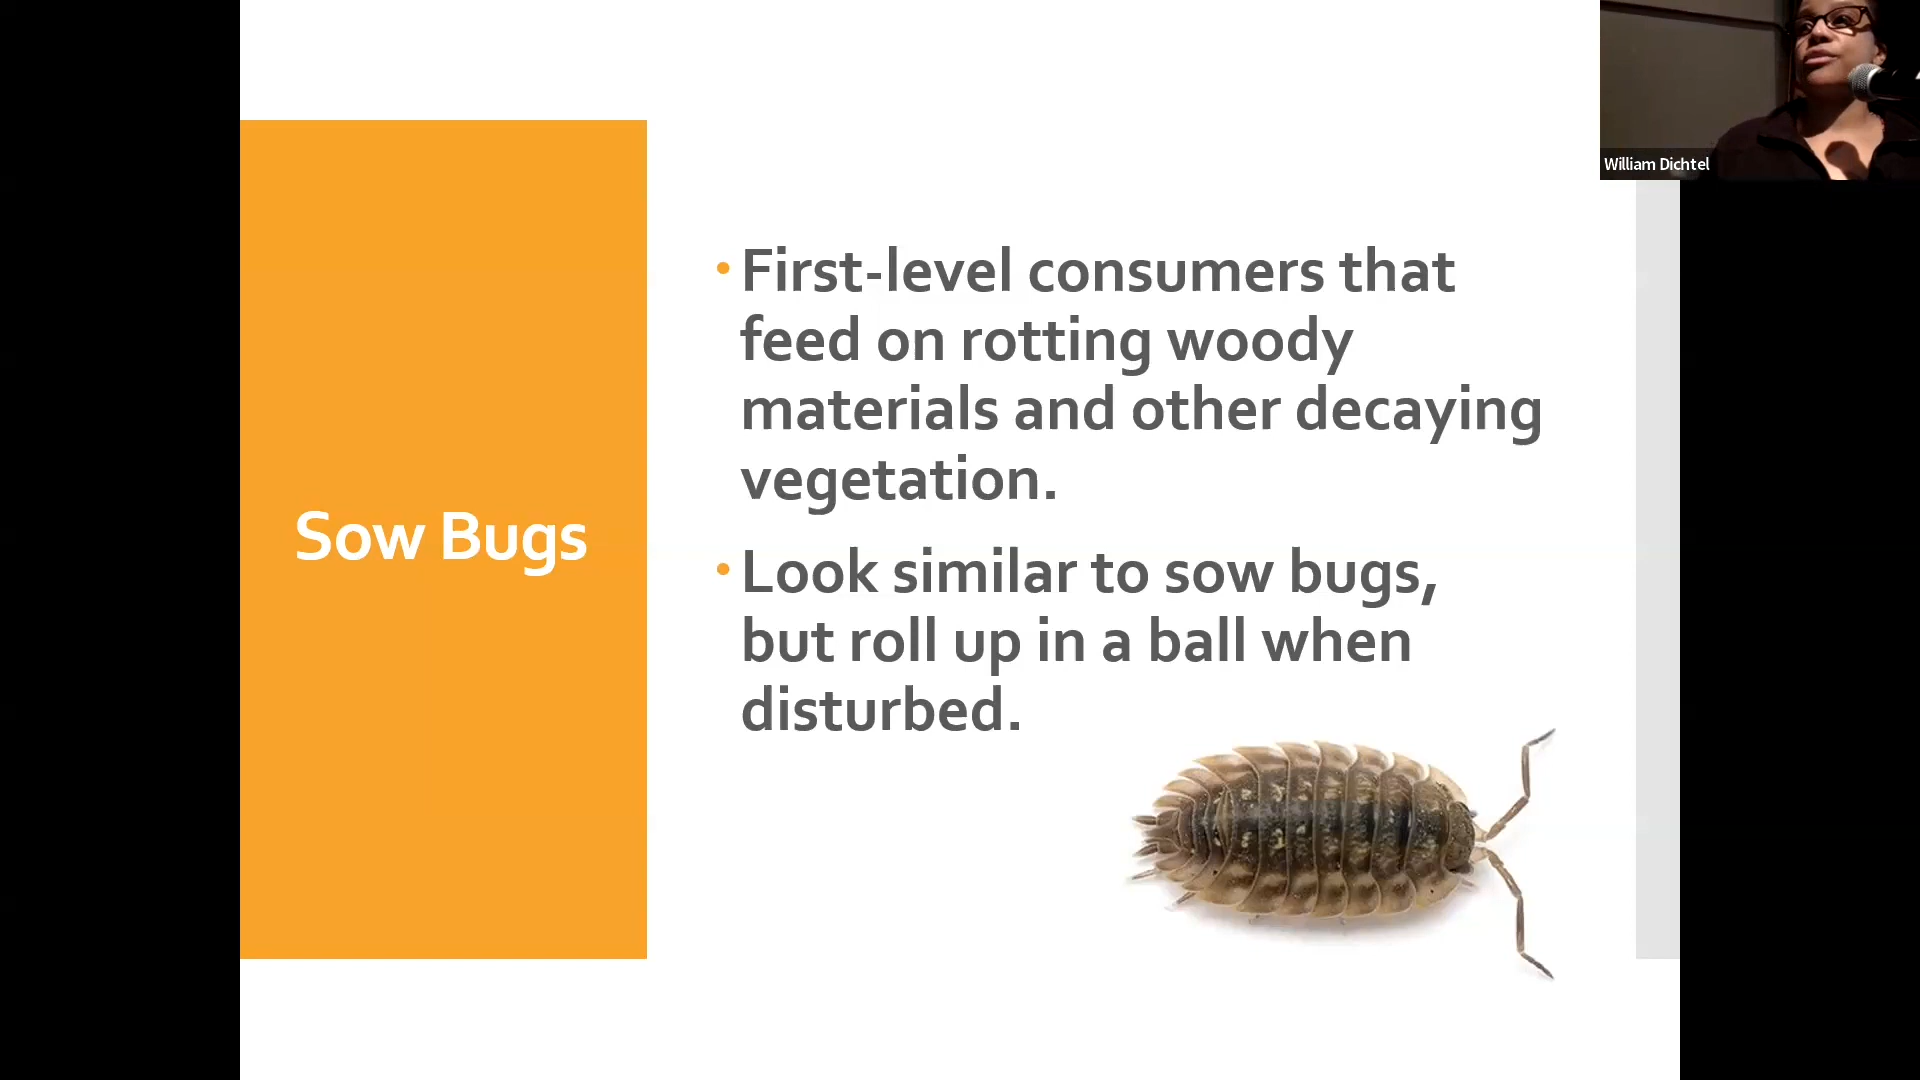 William Dichtel
Sow Bugs
First-level consumers that
feed on rotting woody
materials and other decaying
vegetation.
Look similar to sow bugs,
but roll up in a ball when
disturbed.